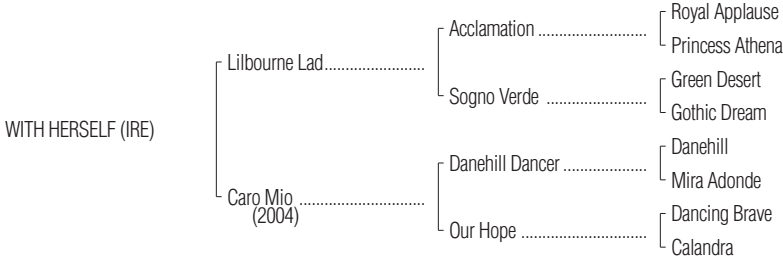 Royal Applause
Acclamation
Princess Athena
Lilbourne Lad
Green Desert
Sogno Verde
Gothic Dream
WITH HERSELF (IRE)
Danehill
Danehill Dancer
Mira Adonde
Caro Mio
(2004)
Dancing Brave
Our Hope
Calandra